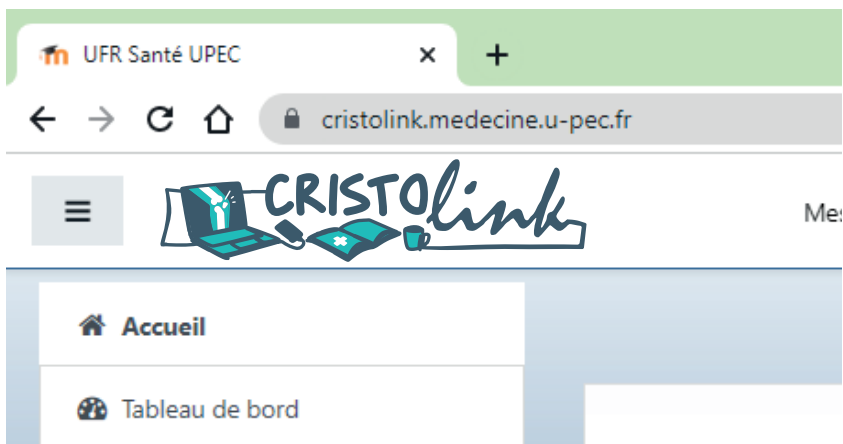 UFR Santé UPEC
cristolink.medecine.u-pec.fr
CRISTOlink
Accueil
Tableau de bord